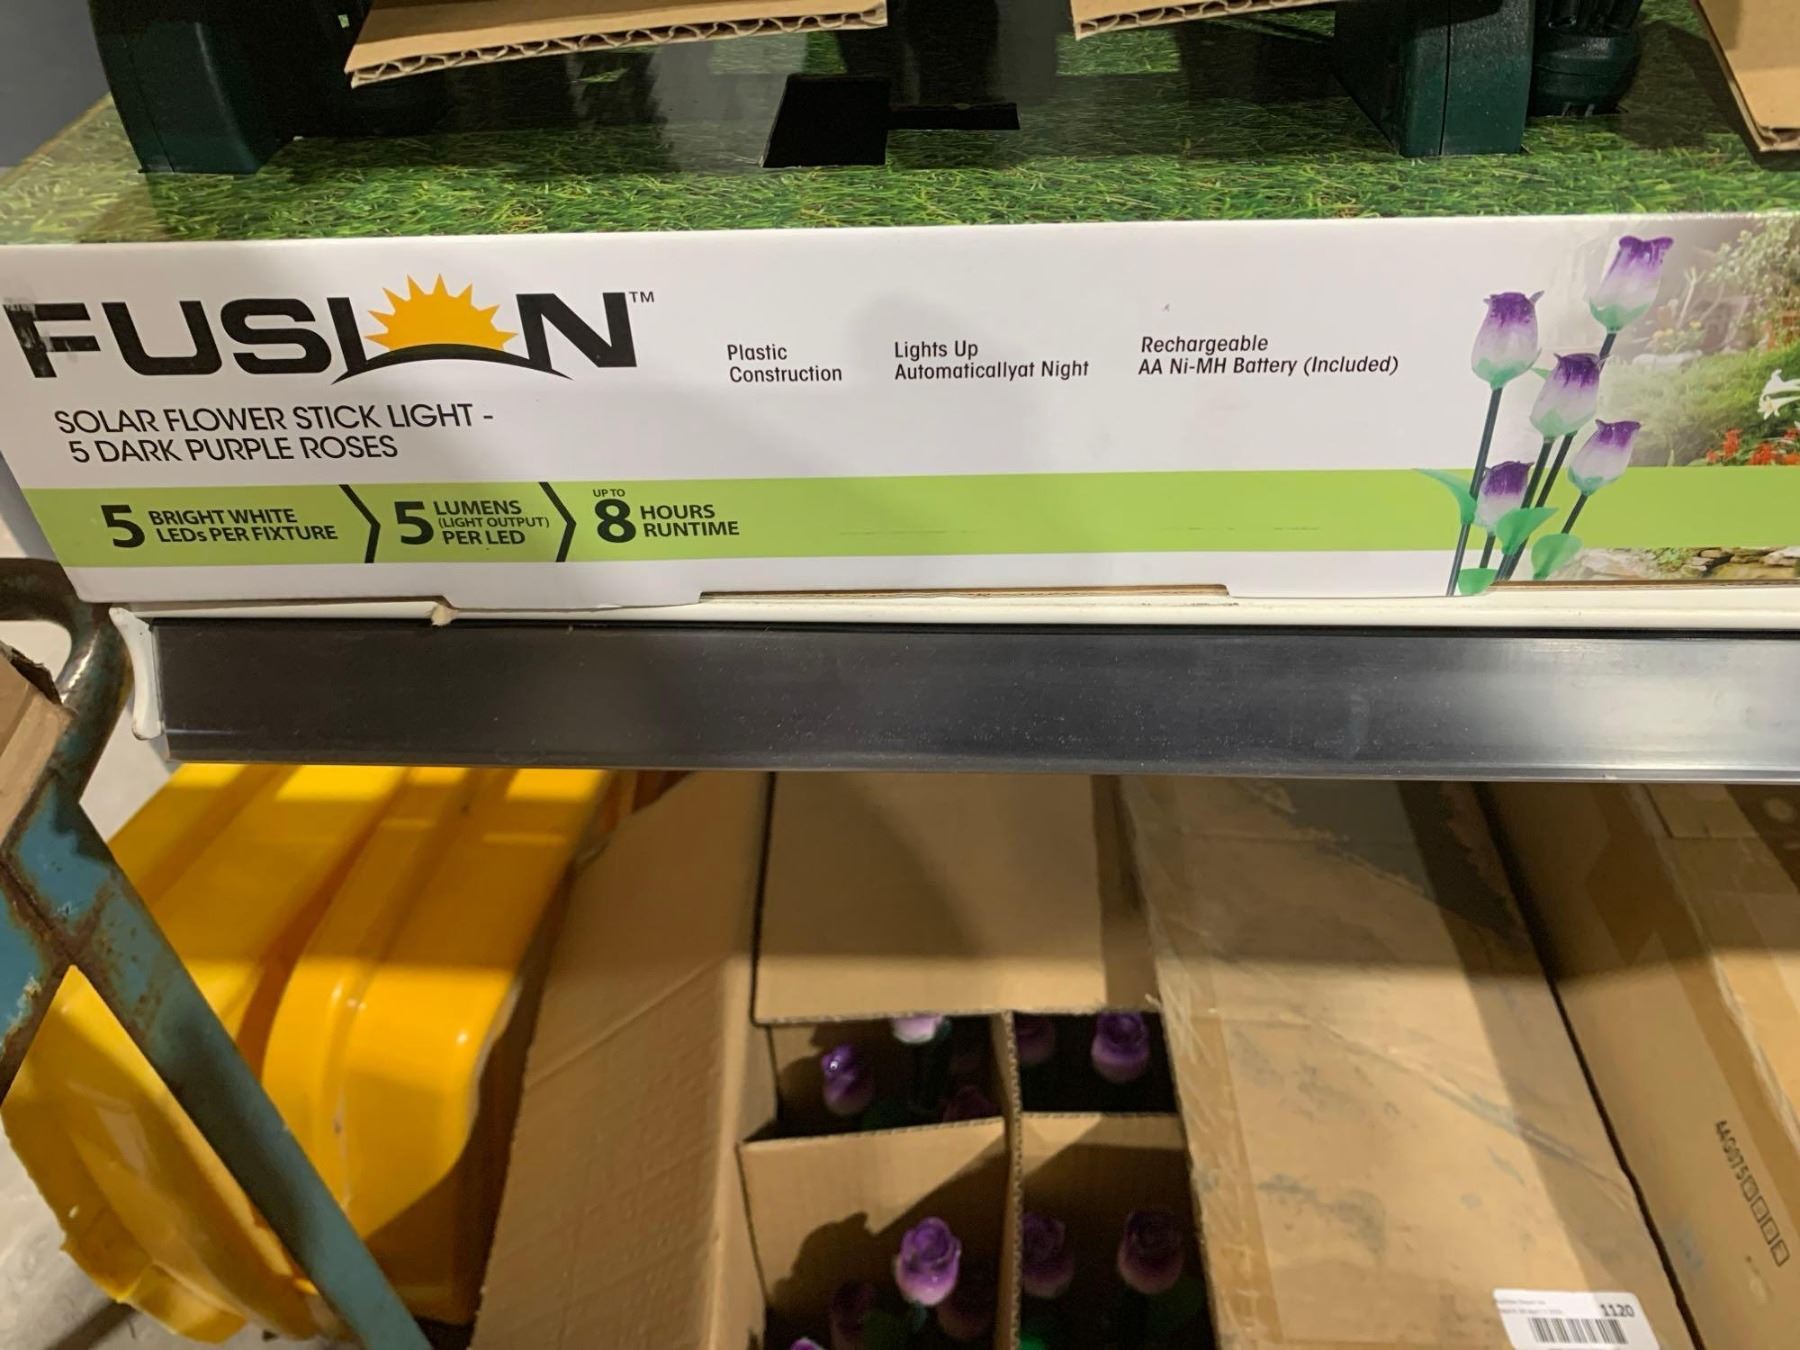 FUSION™
SOLAR FLOWER STICK LIGHT -
5 DARK PURPLE ROSES
Plastic
Construction
Lights Up
Automaticallyat Night
Rechargeable
AA Ni-MH Battery (Included)
5 BRIGHT WHITE
LEDs PER FIXTURE
5 LUMENS
(LIGHT OUTPUT)
PER LED
UP TO
8 HOURS
RUNTIME
1120